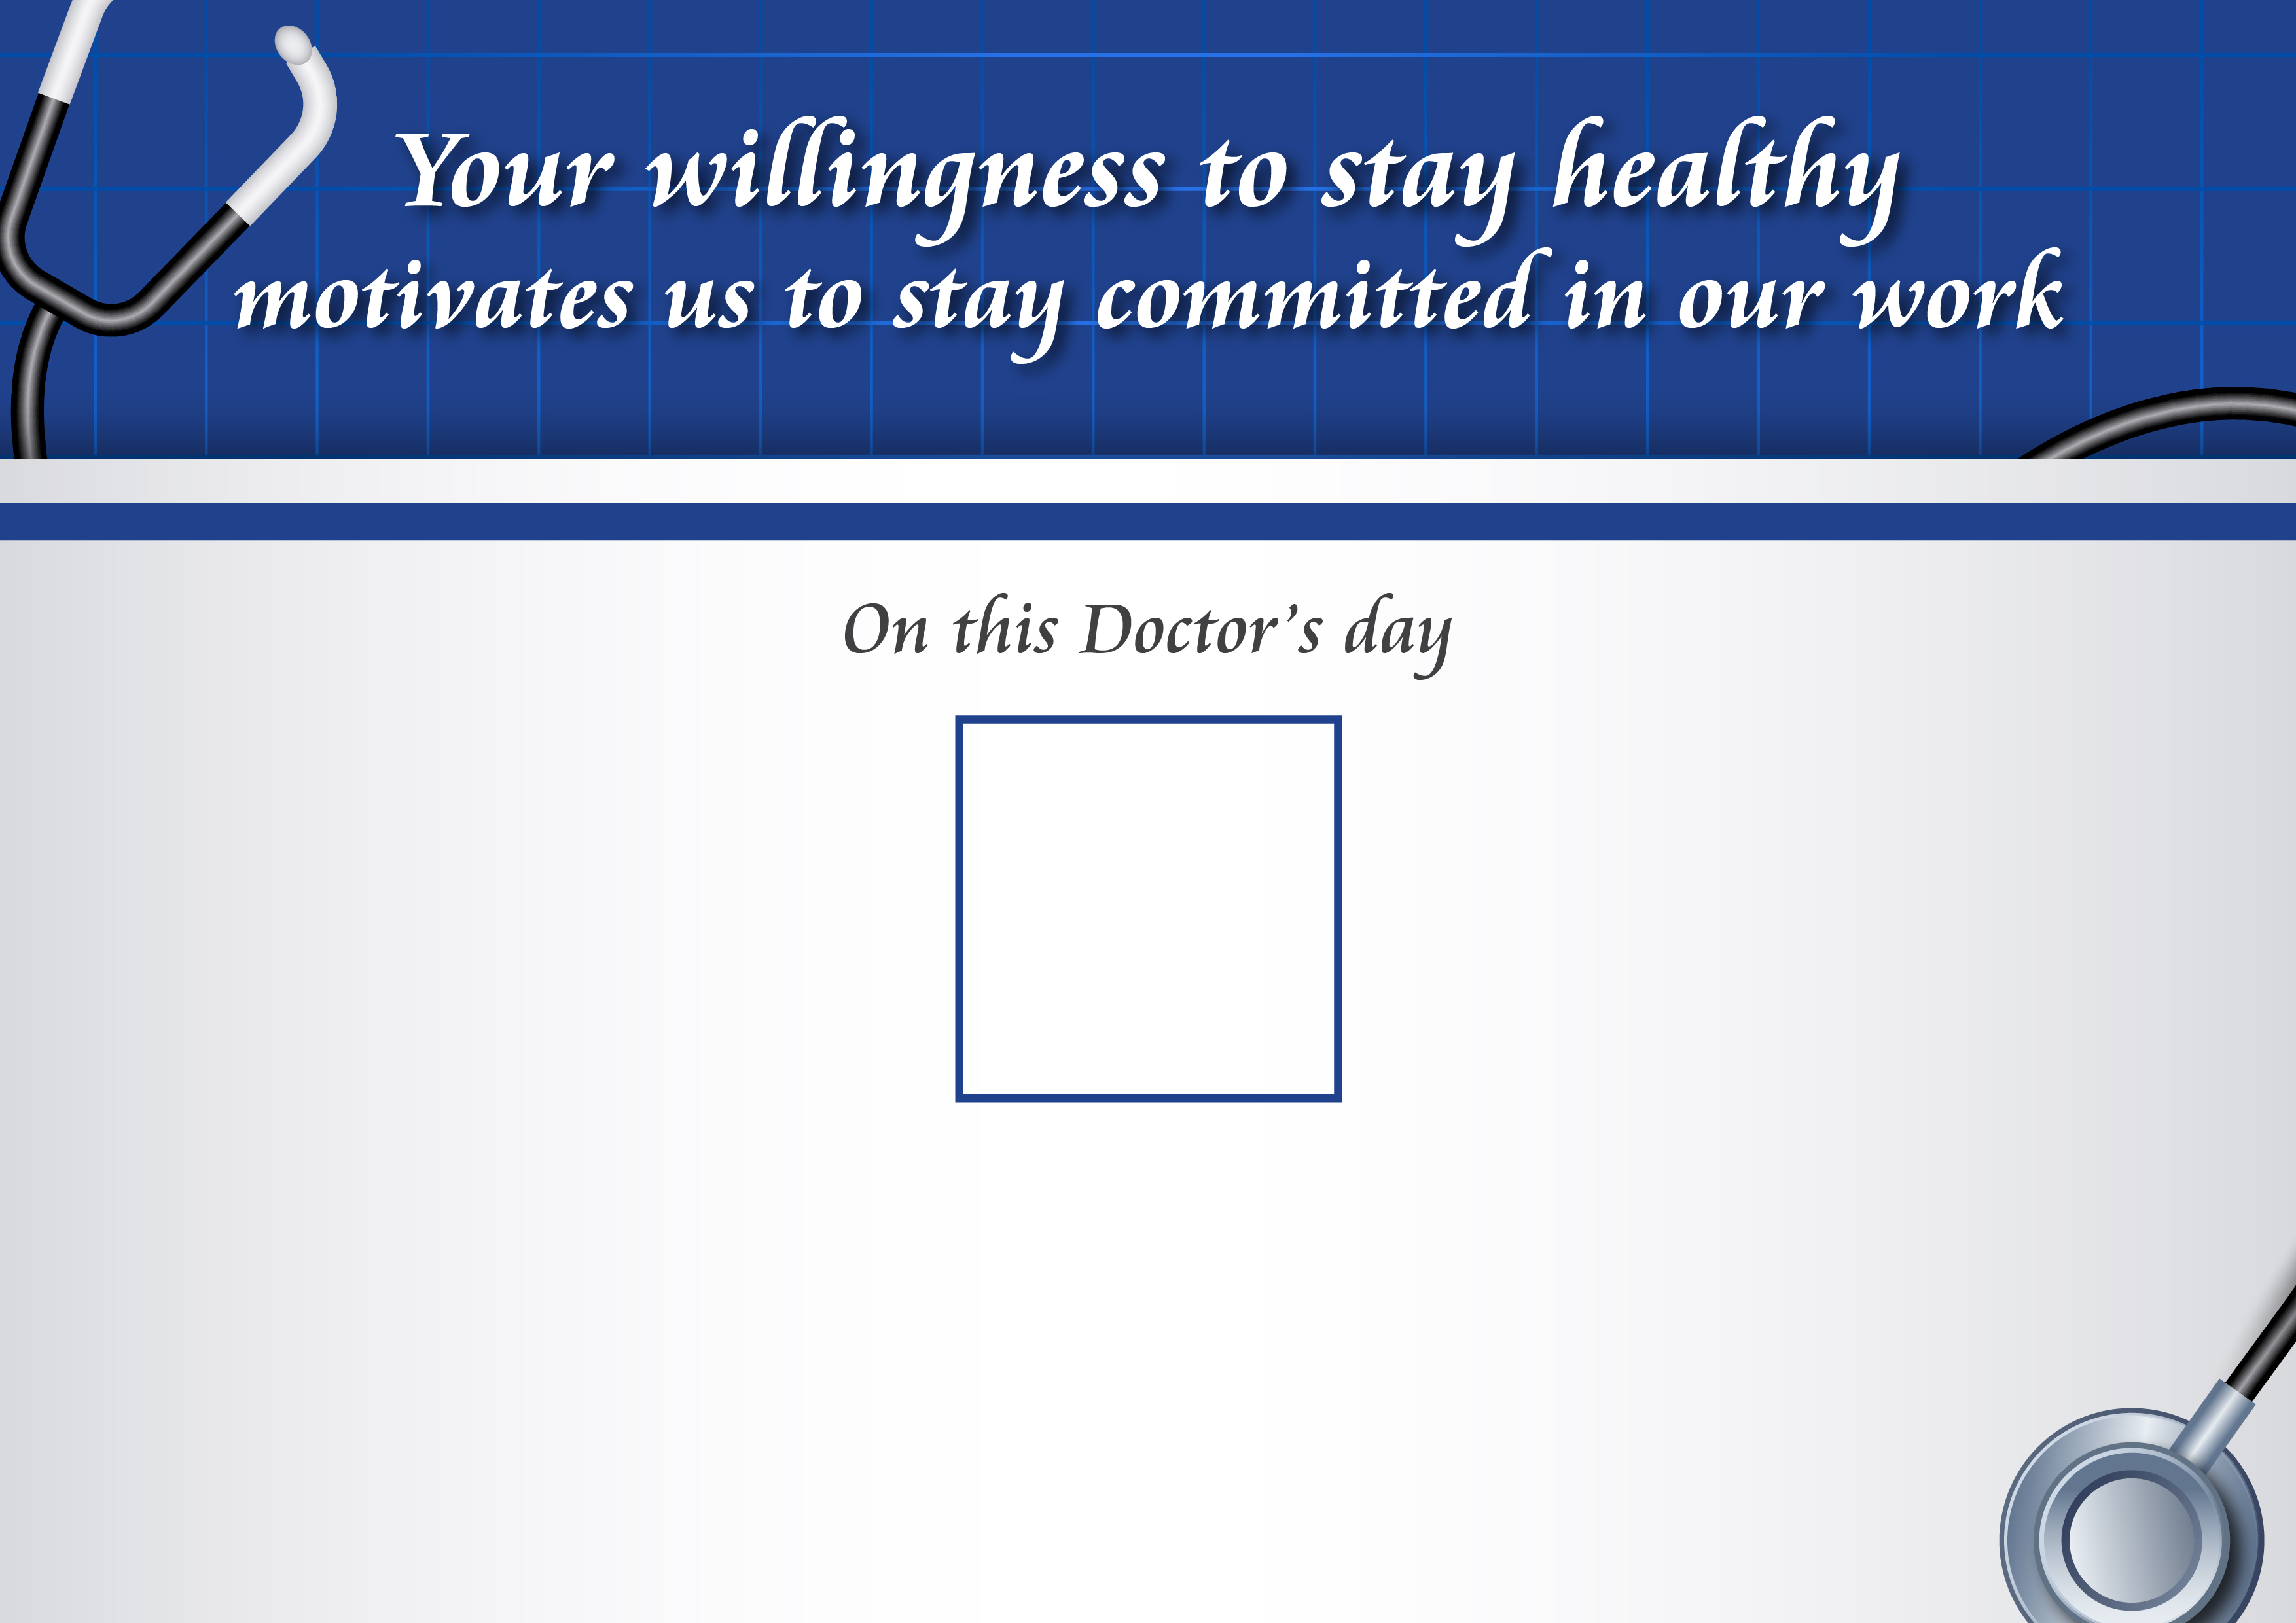 Your willingness to stay healthy
motivates us to stay committed in our work
On this Doctor’s day